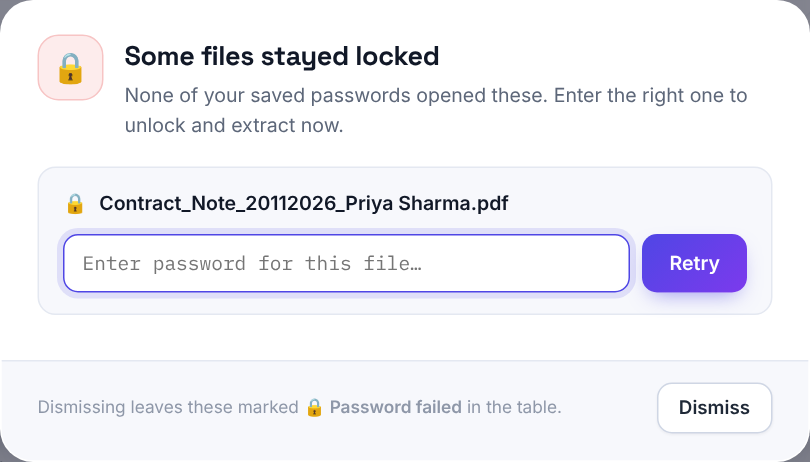 Some files stayed locked
None of your saved passwords opened these. Enter the right one to
unlock and extract now.
🔒 Contract_Note_20112026_Priya Sharma.pdf
Enter password for this file…
Retry
Dismissing leaves these marked 🔒 Password failed in the table.
Dismiss